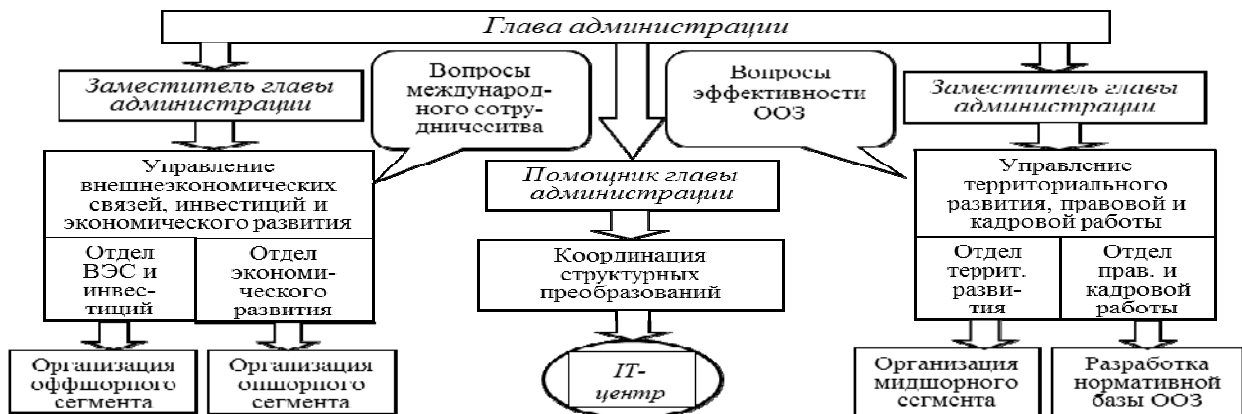 Глава администрации
Заместитель главы
администрации
Вопросы
международ-
ного сотру-
дничеситва
Вопросы
эффективности
ООЗ
Заместитель главы
администрации
Управление
внешнеэкономических
связей, инвестиций и
экономического развития
Помощник главы
администрации
Управление
территориального
развития, правовой и
кадровой работы
Отдел
ВЭС и
инвес-
тиций
Отдел
экономи-
ческого
развития
Координация
структурных
преобразований
Отдел
террит.
разви-
тия
Отдел
прав. и
кадровой
работы
Организация
оффшорного
сегмента
Организация
оншорного
сегмента
IT-
центр
Организация
мидшорного
сегмента
Разработка
нормативной
базы ООЗ